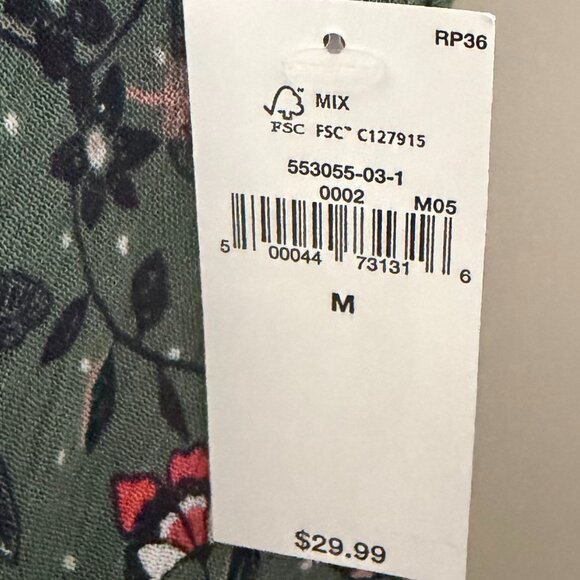 RP36
MIX
FSC FSC™ C127915
553055-03-1
0002 M05
5 00044 73131 6
M
$29.99